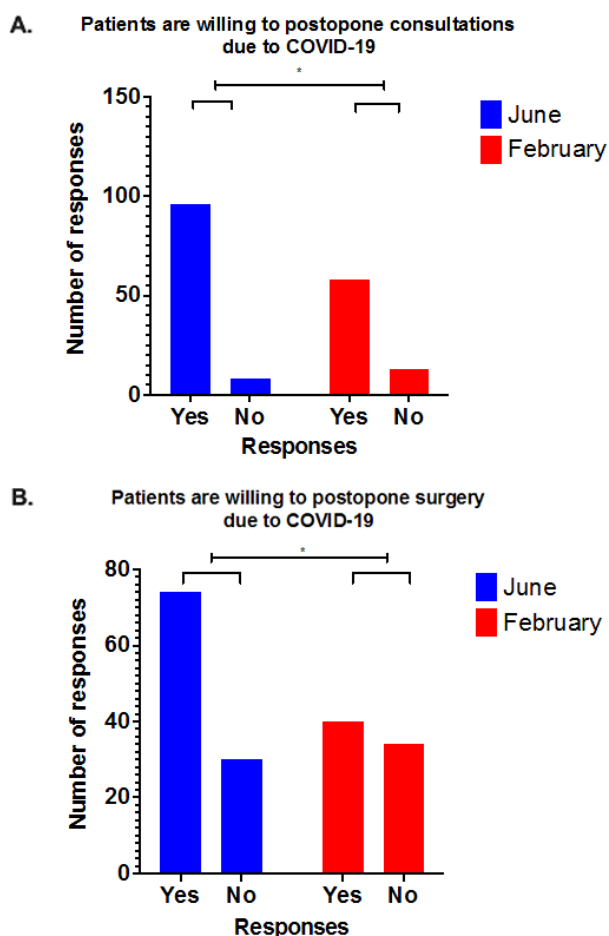 A.
Patients are willing to postopone consultations
due to COVID-19
*
150
100
50
0
Number of responses
Yes No Yes No
Responses
June
February
B.
Patients are willing to postopone surgery
due to COVID-19
*
80
60
40
20
0
Number of responses
Yes No Yes No
Responses
June
February